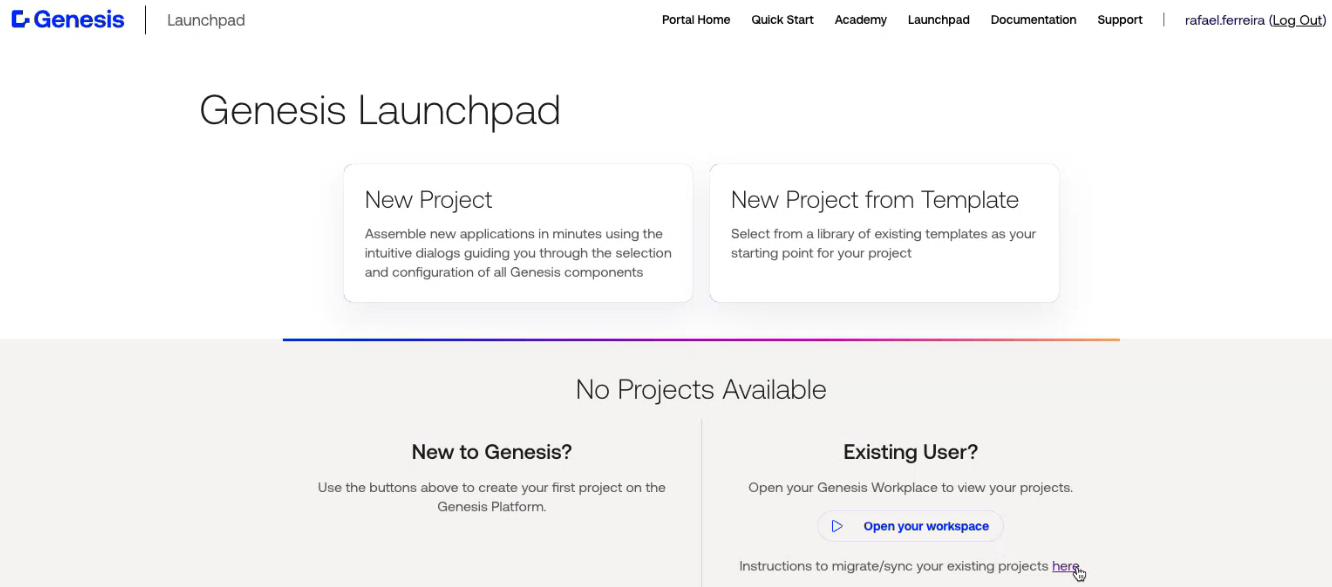 Genesis
Launchpad
Portal Home
Quick Start
Academy
Launchpad
Documentation
Support
rafael.ferreira (Log Out)
Genesis Launchpad
New Project
Assemble new applications in minutes using the
intuitive dialogs guiding you through the selection
and configuration of all Genesis components
New Project from Template
Select from a library of existing templates as your
starting point for your project
No Projects Available
New to Genesis?
Use the buttons above to create your first project on the
Genesis Platform.
Existing User?
Open your Genesis Workplace to view your projects.
Open your workspace
Instructions to migrate/sync your existing projects here